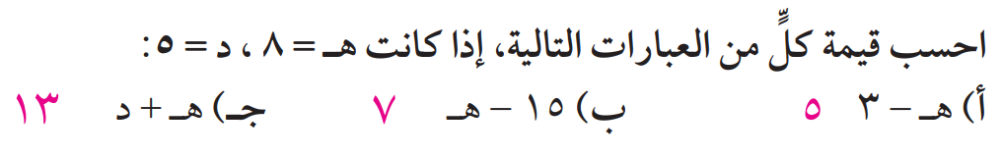 احسب قيمة كلٍّ من العبارات التالية، إذا كانت هـ = ٨ ، د = ٥ :
أ) هـ – ٣ ٥ ب) ١٥ – هـ ٧ جـ) هـ + د ١٣